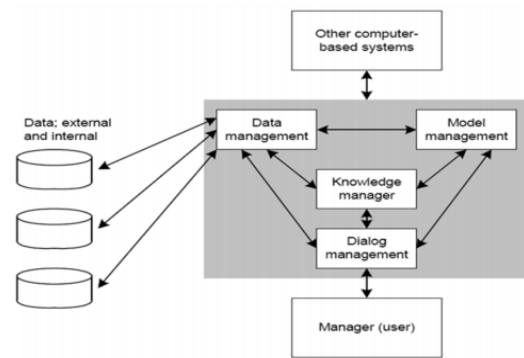 Other computer-
based systems
Data; external
and internal
Data
management
Model
management
Knowledge
manager
Dialog
management
Manager (user)